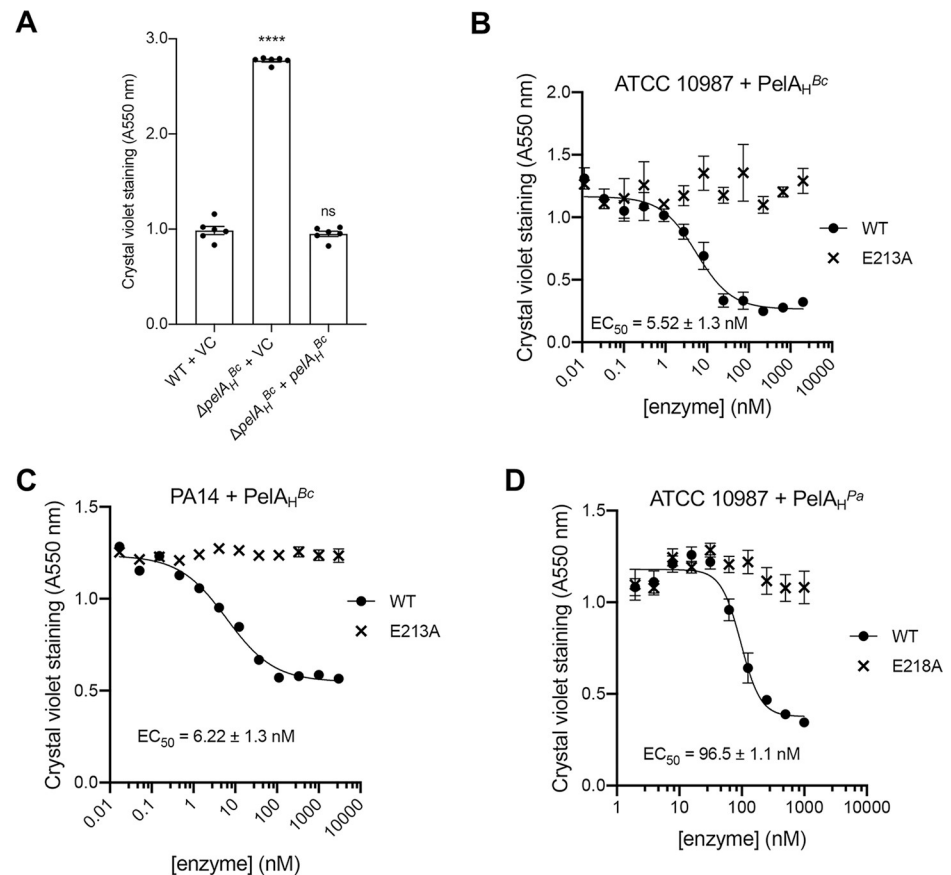 A
Crystal violet staining (A550 nm)
3.0
2.0
1.0
0.0
****
ns
WT + VC
ΔpelA_H^Bc + VC
ΔpelA_H^Bc + pelA_H^Bc
B
ATCC 10987 + PelA_H^Bc
Crystal violet staining (A550 nm)
2.0
1.5
1.0
0.5
0.0
WT
E213A
EC50 = 5.52 ± 1.3 nM
0.01
0.1
1
10
100
1000
10000
[enzyme] (nM)
C
PA14 + PelA_H^Bc
Crystal violet staining (A550 nm)
1.5
1.0
0.5
0.0
WT
E213A
EC50 = 6.22 ± 1.3 nM
0.01
0.1
1
10
100
1000
10000
[enzyme] (nM)
D
ATCC 10987 + PelA_H^Pa
Crystal violet staining (A550 nm)
1.5
1.0
0.5
0.0
WT
E218A
EC50 = 96.5 ± 1.1 nM
1
10
100
1000
10000
[enzyme] (nM)